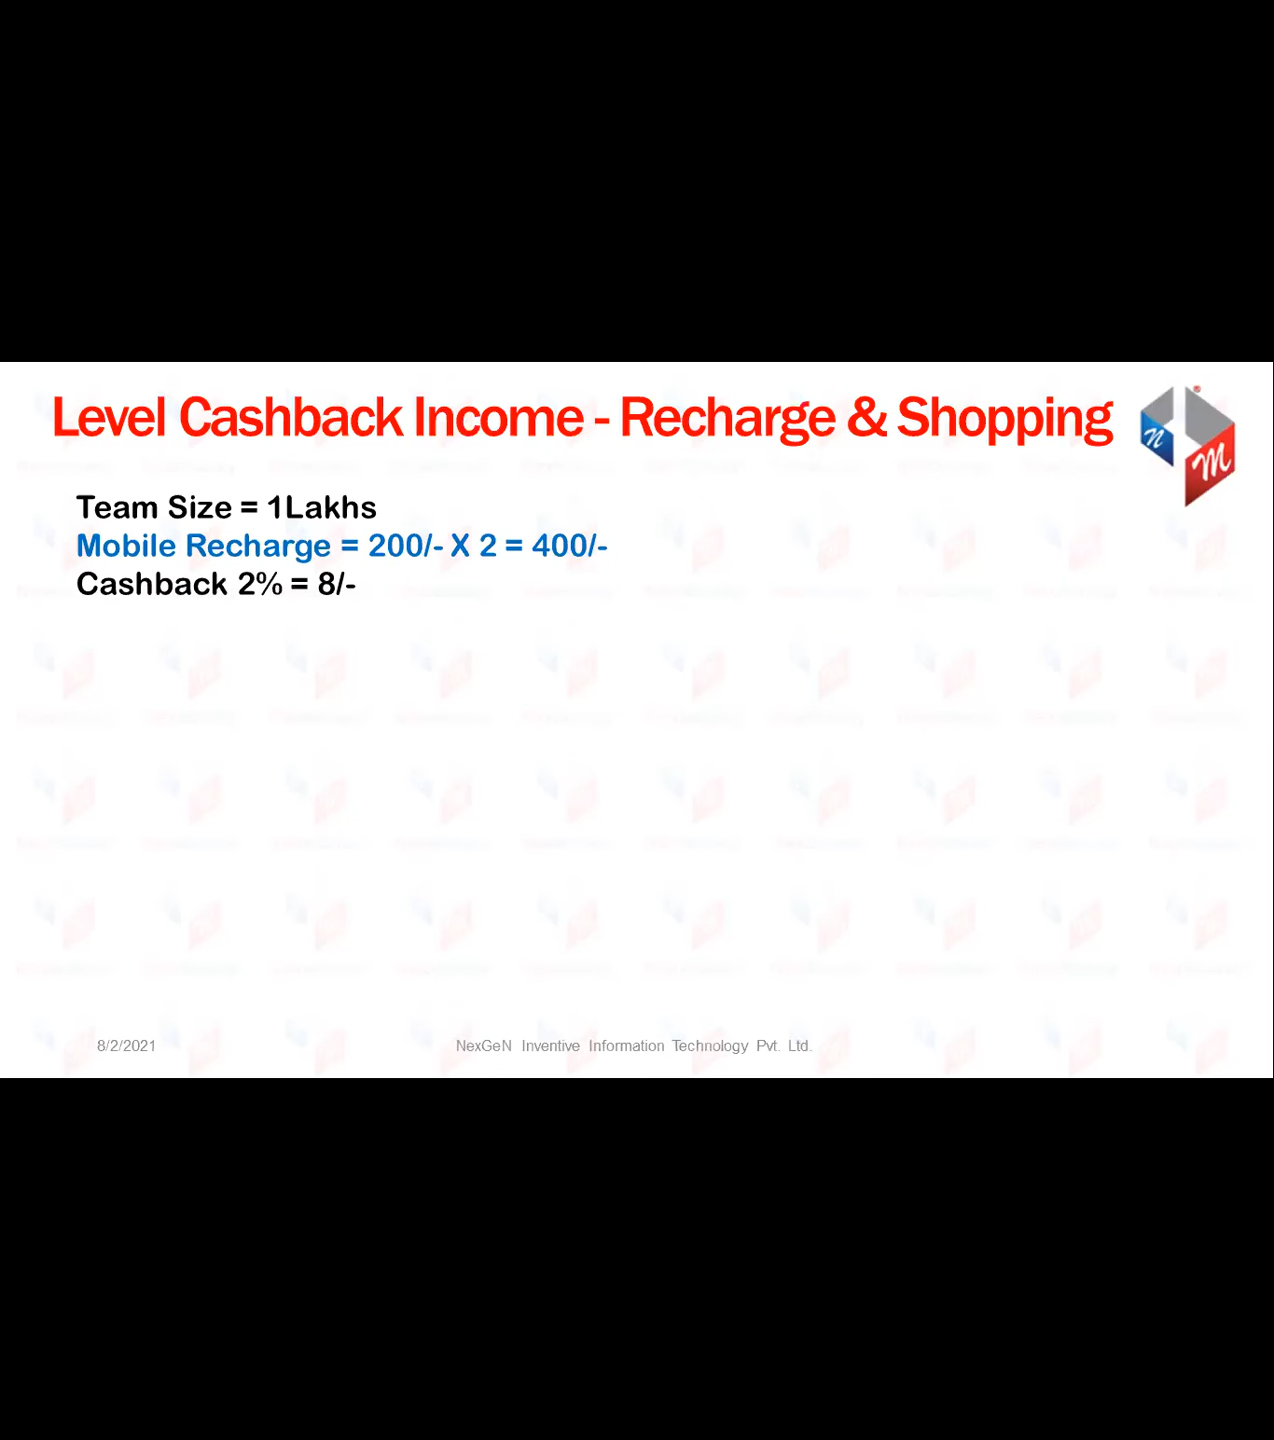 Level Cashback Income - Recharge & Shopping
n
m
®
Team Size = 1Lakhs
Mobile Recharge = 200/- X 2 = 400/-
Cashback 2% = 8/-
8/2/2021
NexGeN Inventive Information Technology Pvt. Ltd.